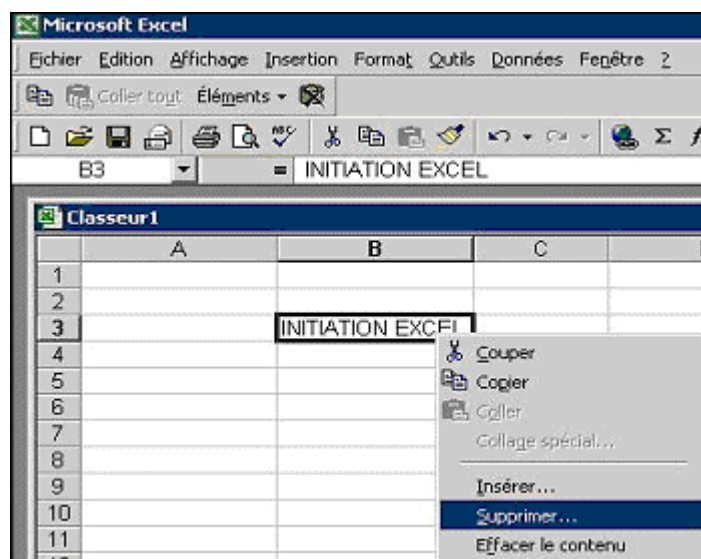 Microsoft Excel
Fichier Edition Affichage Insertion Format Outils Données Fenêtre ?
Coller tout Éléments
B3 = INITIATION EXCEL
Classeur1
A B C
1
2
3 INITIATION EXCEL
4 Couper
5 Copier
6 Coller
7 Collage spécial...
8
9 Insérer...
10 Supprimer...
11 Effacer le contenu